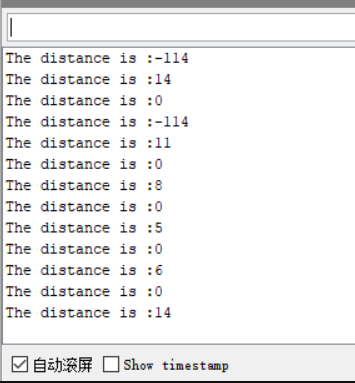 The distance is :-114
The distance is :14
The distance is :0
The distance is :-114
The distance is :11
The distance is :0
The distance is :8
The distance is :0
The distance is :5
The distance is :0
The distance is :6
The distance is :0
The distance is :14
自动滚屏 Show timestamp